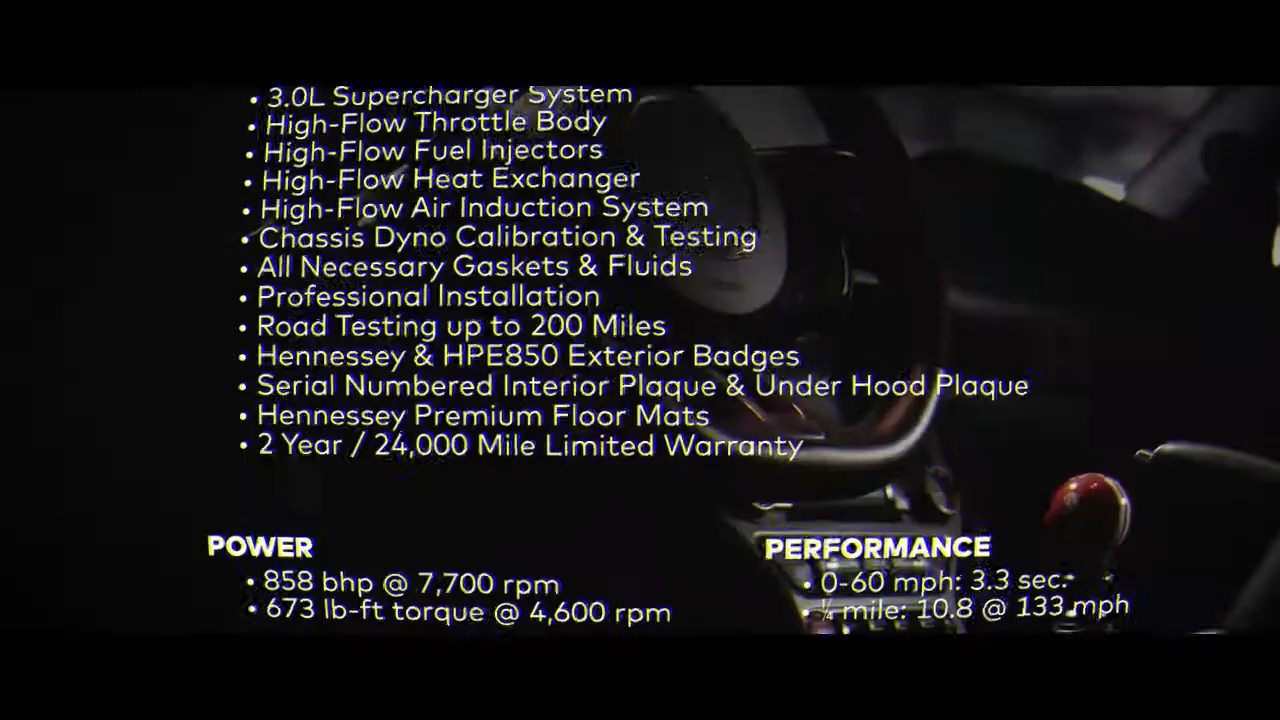 • 3.0L Supercharger System
• High-Flow Throttle Body
• High-Flow Fuel Injectors
• High-Flow Heat Exchanger
• High-Flow Air Induction System
• Chassis Dyno Calibration & Testing
• All Necessary Gaskets & Fluids
• Professional Installation
• Road Testing up to 200 Miles
• Hennessey & HPE850 Exterior Badges
• Serial Numbered Interior Plaque & Under Hood Plaque
• Hennessey Premium Floor Mats
• 2 Year / 24,000 Mile Limited Warranty
POWER
• 858 bhp @ 7,700 rpm
• 673 lb-ft torque @ 4,600 rpm
PERFORMANCE
• 0-60 mph: 3.3 sec.
• ¼ mile: 10.8 @ 133 mph